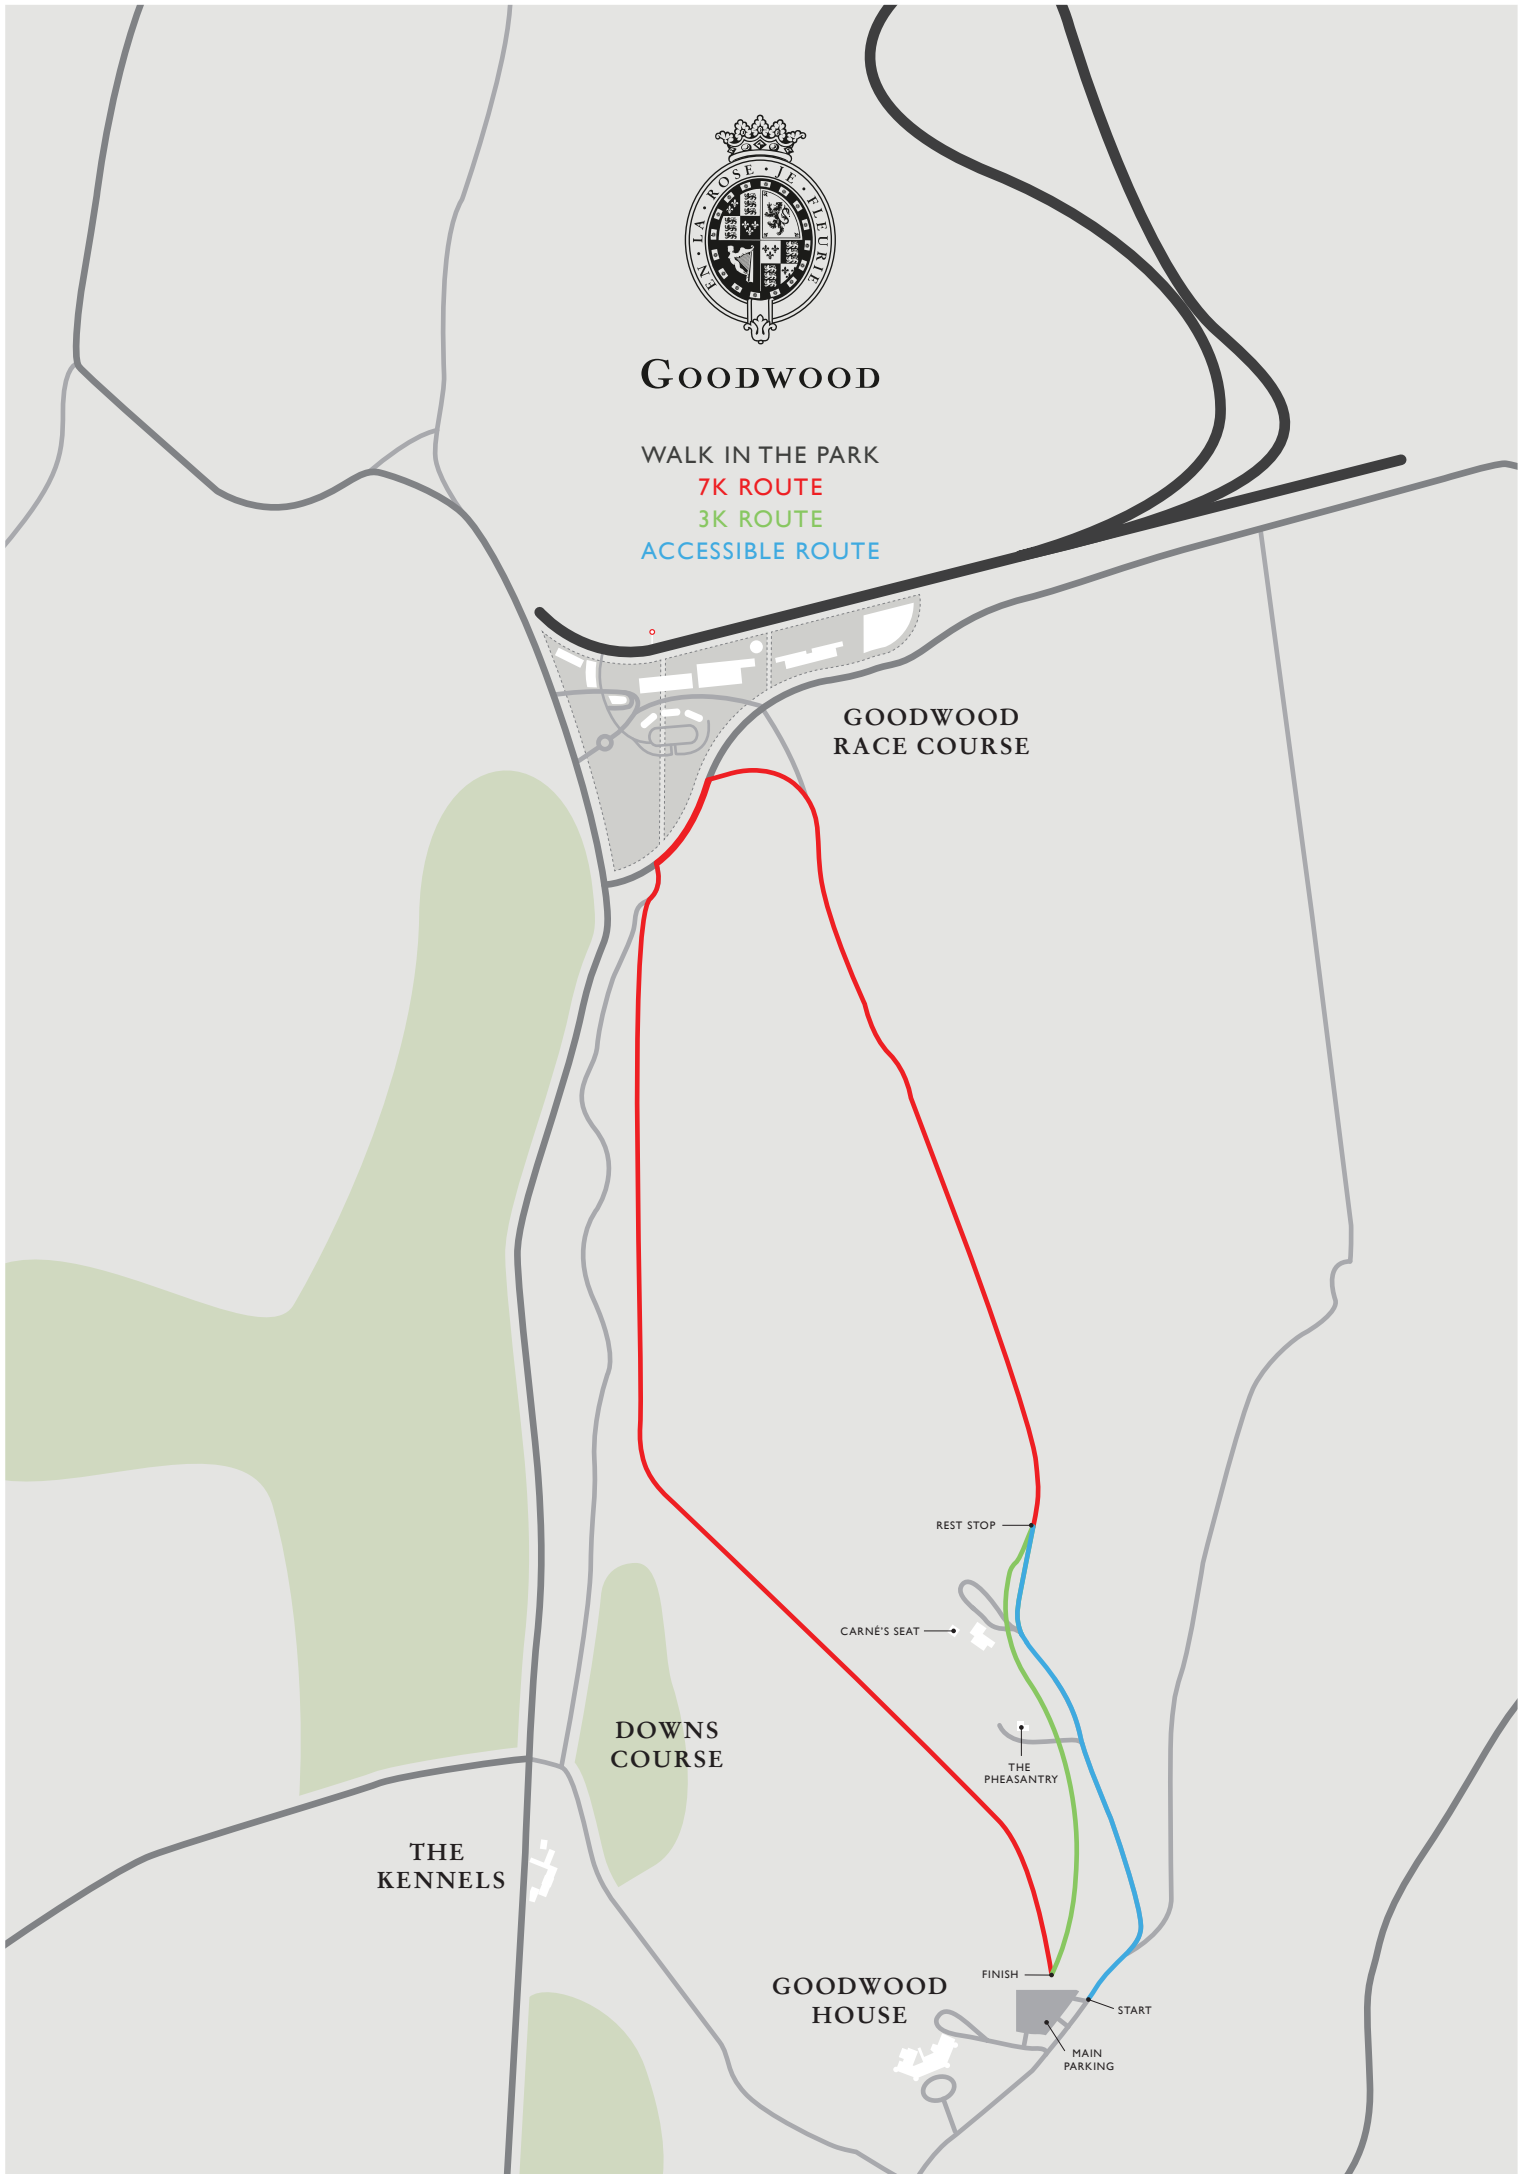 EN · LA · ROSE · JE · FLEURIE
GOODWOOD
WALK IN THE PARK
7K ROUTE
3K ROUTE
ACCESSIBLE ROUTE
GOODWOOD
RACE COURSE
REST STOP
CARNÉ'S SEAT
DOWNS
COURSE
THE
PHEASANTRY
THE
KENNELS
FINISH
GOODWOOD
HOUSE
START
MAIN
PARKING